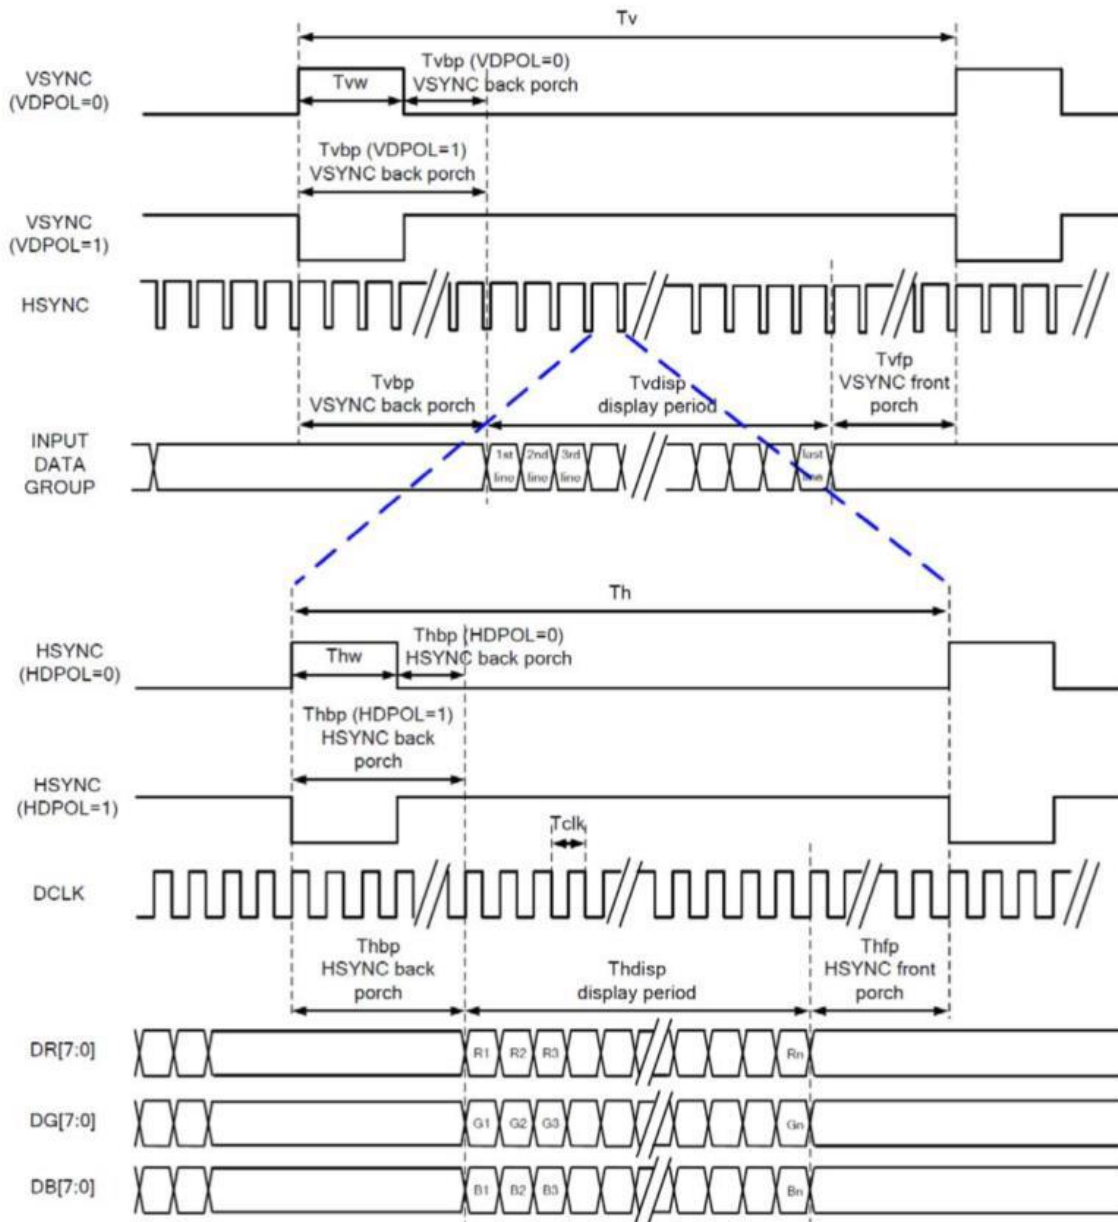 Tv
VSYNC
(VDPOL=0)
Tvw
Tvbp (VDPOL=0)
VSYNC back porch
Tvbp (VDPOL=1)
VSYNC back porch
VSYNC
(VDPOL=1)
HSYNC
Tvbp
VSYNC back porch
Tvdisp
display period
Tvfp
VSYNC front
porch
INPUT
DATA
GROUP
1st
line
2nd
line
3rd
line
last
line
Th
HSYNC
(HDPOL=0)
Thw
Thbp (HDPOL=0)
HSYNC back porch
Thbp (HDPOL=1)
HSYNC back
porch
HSYNC
(HDPOL=1)
Tclk
DCLK
Thbp
HSYNC back
porch
Thdisp
display period
Thfp
HSYNC front
porch
DR[7:0]
R1 R2 R3 Rn
DG[7:0]
G1 G2 G3 Gn
DB[7:0]
B1 B2 B3 Bn